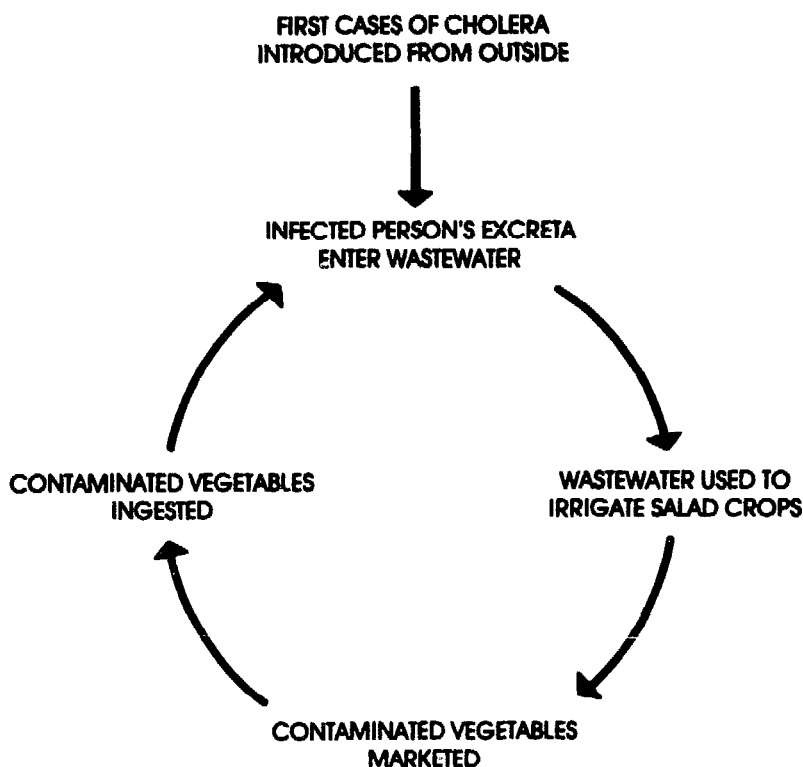 FIRST CASES OF CHOLERA
INTRODUCED FROM OUTSIDE
INFECTED PERSON'S EXCRETA
ENTER WASTEWATER
WASTEWATER USED TO
IRRIGATE SALAD CROPS
CONTAMINATED VEGETABLES
MARKETED
CONTAMINATED VEGETABLES
INGESTED